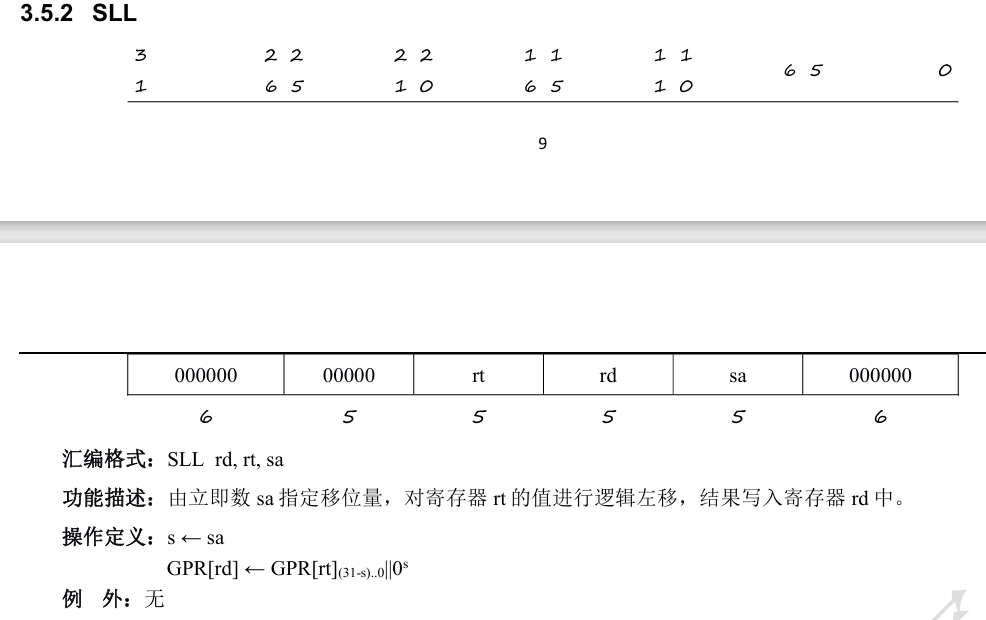 3.5.2 SLL
3 2 2 2 2 1 1 1 1
6 5 0
1 6 5 1 0 6 5 1 0
9
000000 00000 rt rd sa 000000
6 5 5 5 5 6
汇编格式：SLL rd, rt, sa
功能描述：由立即数 sa 指定移位量，对寄存器 rt 的值进行逻辑左移，结果写入寄存器 rd 中。
操作定义：s ← sa
GPR[rd] ← GPR[rt](31-s)..0||0s
例 外：无